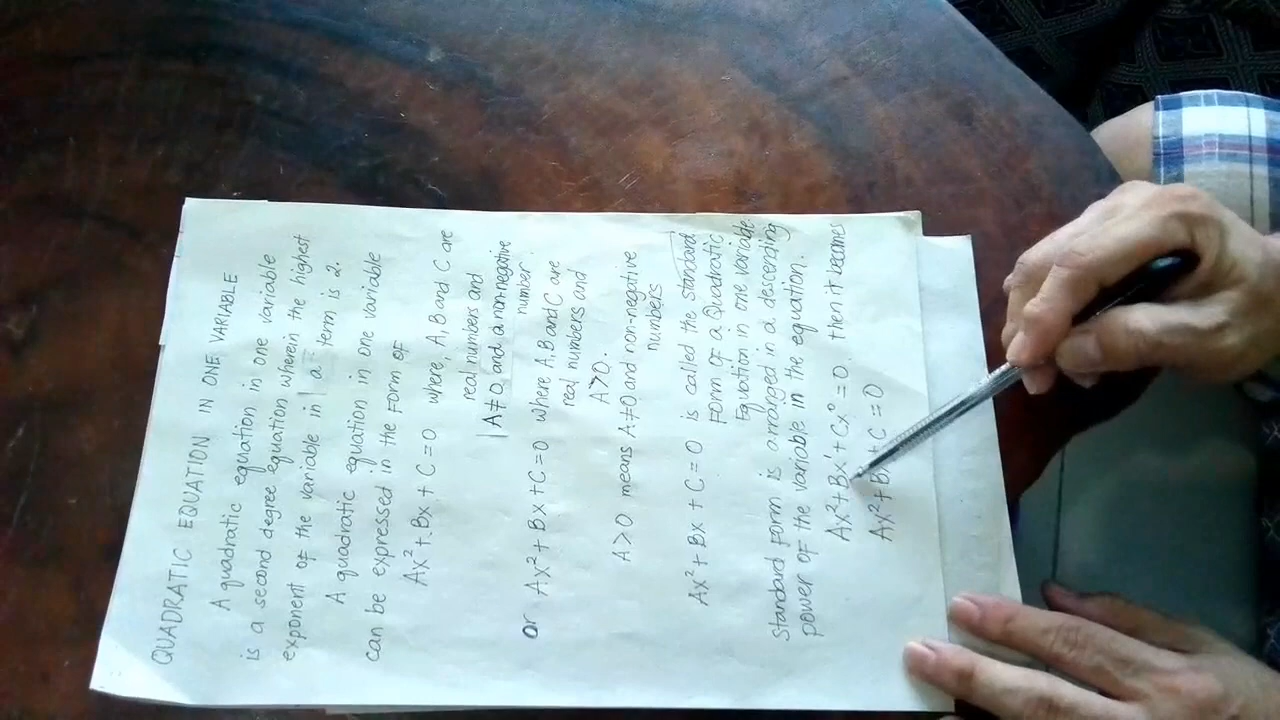 QUADRATIC EQUATION IN ONE VARIABLE
A quadratic equation in one variable
is a second degree equation wherein the highest
exponent of the variable in a term is 2.
A quadratic equation in one variable
can be expressed in the form of
Ax² + Bx + C = 0 where, A, B and C are
real numbers and
A ≠ 0 and a non-negative
number.
or Ax² + Bx + C = 0 where, A, B and C are
real numbers and
A > 0.
A > 0 means A ≠ 0 and non-negative
numbers
Ax² + Bx + C = 0 is called the standard
Form of a Quadratic
Equation in one variable.
Standard Form is arranged in a descending
power of the variable in the equation.
Ax² + Bx¹ + Cx⁰ = 0. then it becomes
Ax² + Bx + C = 0